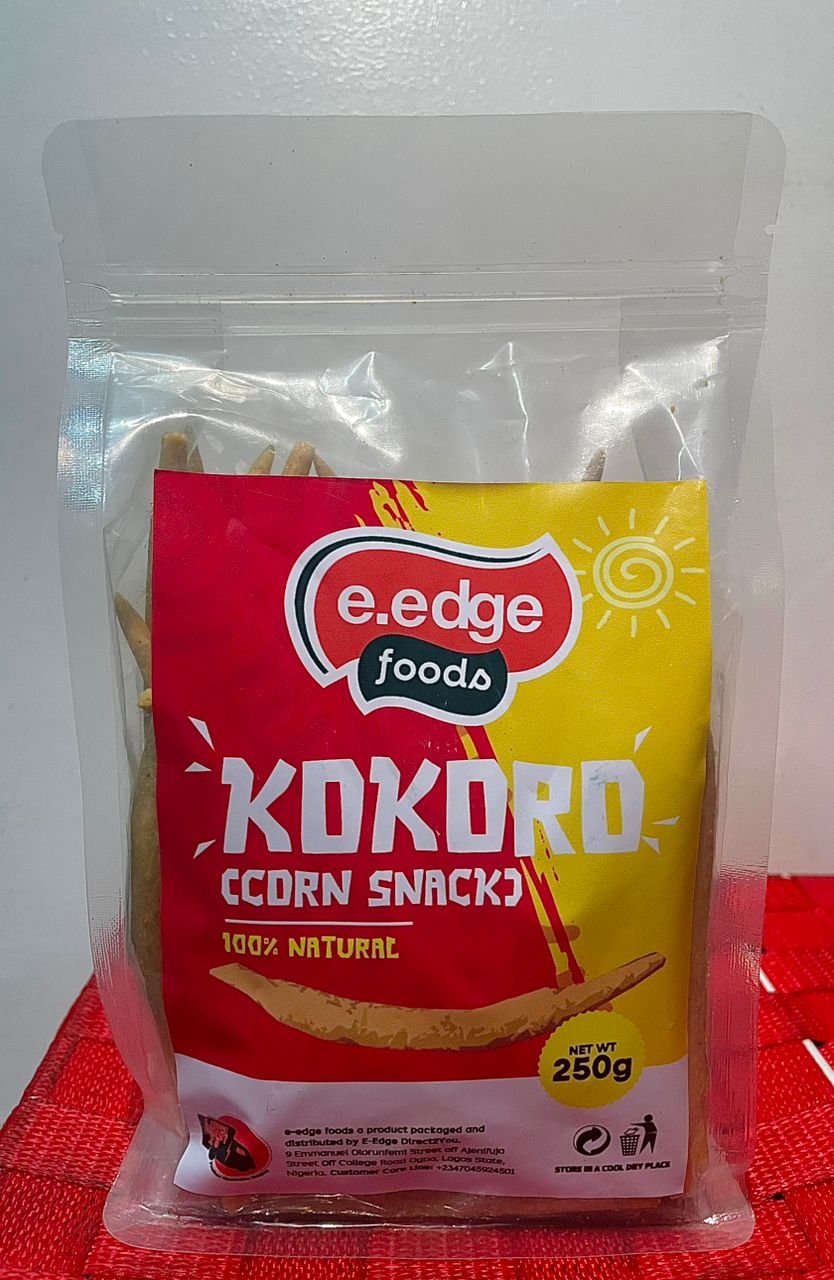 e.edge
foods
KOKORO
(CORN SNACK)
100% NATURAL
NET WT
250g
e-edge foods a product packaged and
distributed by E-Edge Direct2You.
9 Emmanuel Olorunfemi Street off Ajenifuja
Street Off College Road Ogba, Lagos State,
Nigeria. Customer Care Line: +2347045924501
STORE IN A COOL DRY PLACE